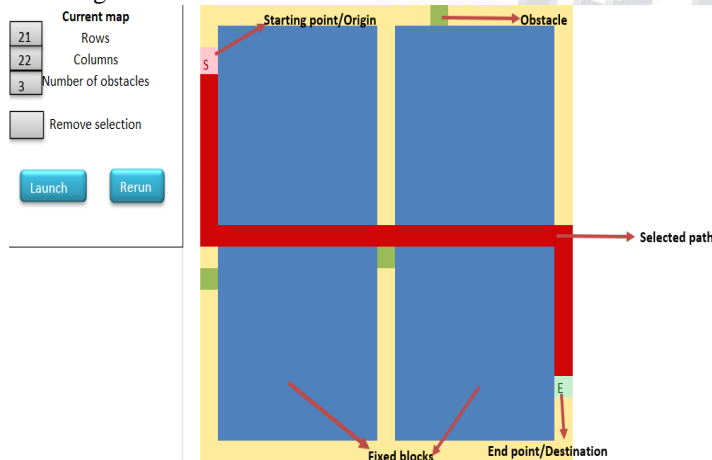 Current map
21 Rows
22 Columns
3 Number of obstacles
Remove selection
Launch Rerun
Starting point/Origin
Obstacle
S
Selected path
E
End point/Destination
Fixed blocks